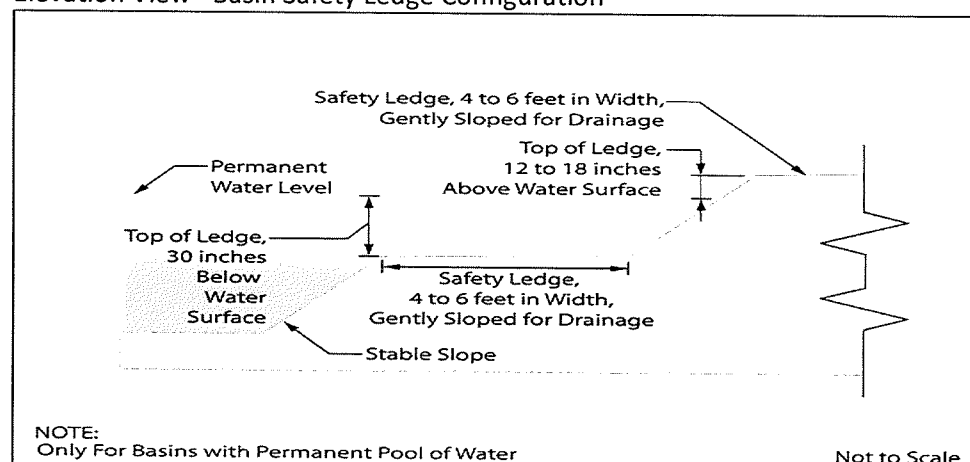 Elevation View - Basin Safety Ledge Configuration
Safety Ledge, 4 to 6 feet in Width,
Gently Sloped for Drainage
Top of Ledge,
12 to 18 inches
Above Water Surface
Permanent
Water Level
Top of Ledge,
30 inches
Below
Water
Surface
Safety Ledge,
4 to 6 feet in Width,
Gently Sloped for Drainage
Stable Slope
NOTE:
Only For Basins with Permanent Pool of Water
Not to Scale